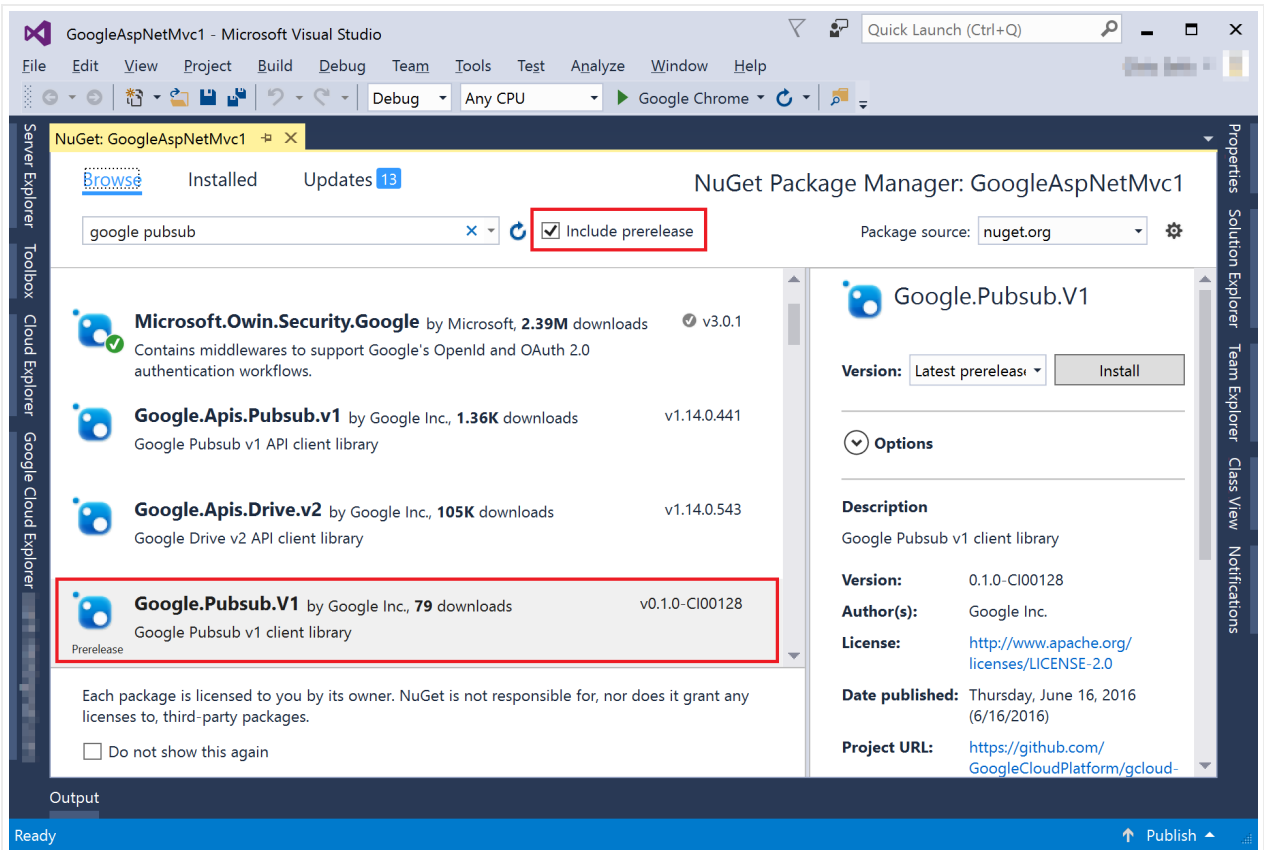 GoogleAspNetMvc1 - Microsoft Visual Studio
Quick Launch (Ctrl+Q)
File Edit View Project Build Debug Team Tools Test Analyze Window Help
Debug Any CPU Google Chrome
NuGet: GoogleAspNetMvc1
Server Explorer
Toolbox
Cloud Explorer
Google Cloud Explorer
Browse Installed Updates 13
NuGet Package Manager: GoogleAspNetMvc1
google pubsub
Include prerelease
Package source: nuget.org
Microsoft.Owin.Security.Google by Microsoft, 2.39M downloads v3.0.1
Contains middlewares to support Google's OpenId and OAuth 2.0
authentication workflows.
Google.Apis.Pubsub.v1 by Google Inc., 1.36K downloads v1.14.0.441
Google Pubsub v1 API client library
Google.Apis.Drive.v2 by Google Inc., 105K downloads v1.14.0.543
Google Drive v2 API client library
Google.Pubsub.V1 by Google Inc., 79 downloads v0.1.0-CI00128
Google Pubsub v1 client library
Prerelease
Each package is licensed to you by its owner. NuGet is not responsible for, nor does it grant any
licenses to, third-party packages.
Do not show this again
Google.Pubsub.V1
Version: Latest prerelease Install
Options
Description
Google Pubsub v1 client library
Version: 0.1.0-CI00128
Author(s): Google Inc.
License: http://www.apache.org/
licenses/LICENSE-2.0
Date published: Thursday, June 16, 2016
(6/16/2016)
Project URL: https://github.com/
GoogleCloudPlatform/gcloud-
Properties
Solution Explorer
Team Explorer
Class View
Notifications
Output
Ready
Publish